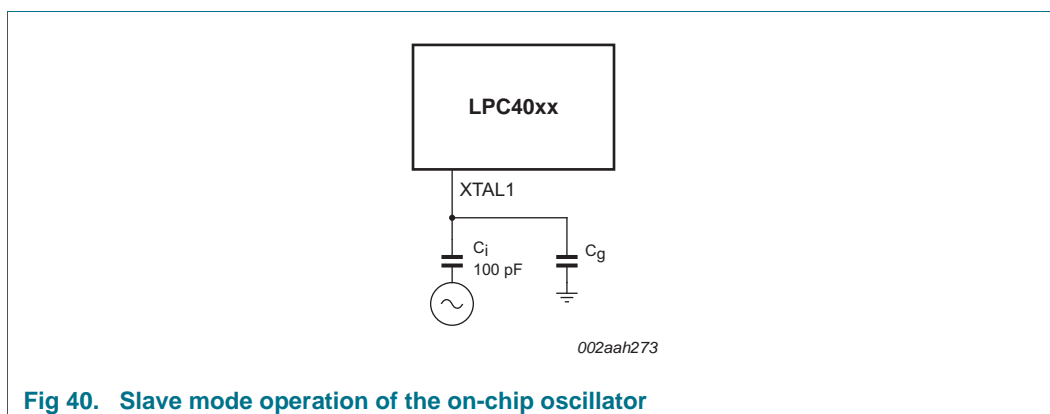 LPC40xx
XTAL1
Ci
100 pF
Cg
002aah273
Fig 40. Slave mode operation of the on-chip oscillator